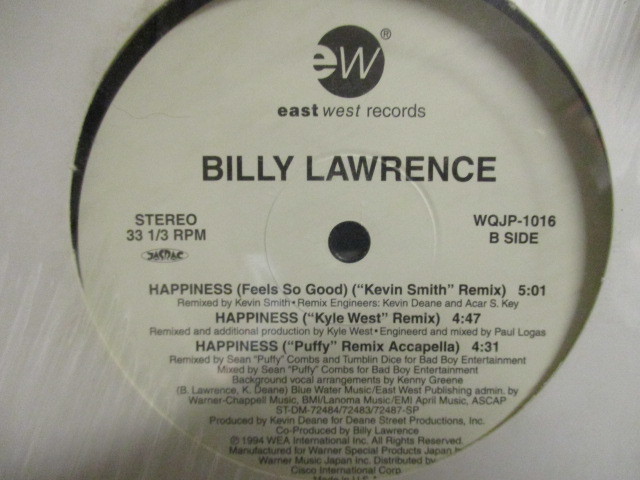 ew®
east west records
BILLY LAWRENCE
STEREO
33 1/3 RPM
WQJP-1016
B SIDE
HAPPINESS (Feels So Good) ("Kevin Smith" Remix) 5:01
Remixed by Kevin Smith • Remix Engineers: Kevin Deane and Acar S. Key
HAPPINESS ("Kyle West" Remix) 4:47
Remixed and additional production by Kyle West • Engineerd and mixed by Paul Logas
HAPPINESS ("Puffy" Remix Accapella) 4:31
Remixed by Sean "Puffy" Combs and Tumblin Dice for Bad Boy Entertainment
Mixed by Sean "Puffy" Combs for Bad Boy Entertainment
Background vocal arrangements by Kenny Greene
(B. Lawrence, K. Deane) Blue Water Music/East West Publishing admin. by
Warner-Chappell Music, BMI/Lanoma Music/EMI April Music, ASCAP
ST-DM-72484/72483/72487-SP
Produced by Kevin Deane for Deane Street Productions, Inc.
Co-Produced by Billy Lawrence
℗ 1994 WEA International Inc. All Rights Reserved.
Manufactured for Warner Special Products Japan by
Warner Music Japan Inc. Distributed by
Cisco International Corp.
Made in U.S.A.